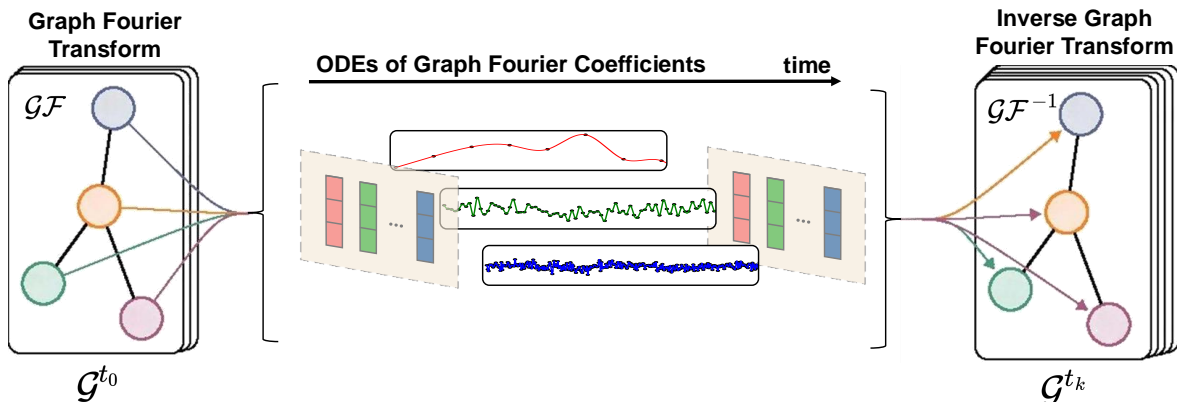 Graph Fourier
Transform
ODEs of Graph Fourier Coefficients
time
Inverse Graph
Fourier Transform
𝒢ℱ
𝒢ℱ⁻¹
...
...
𝒢^{t_0}
𝒢^{t_k}